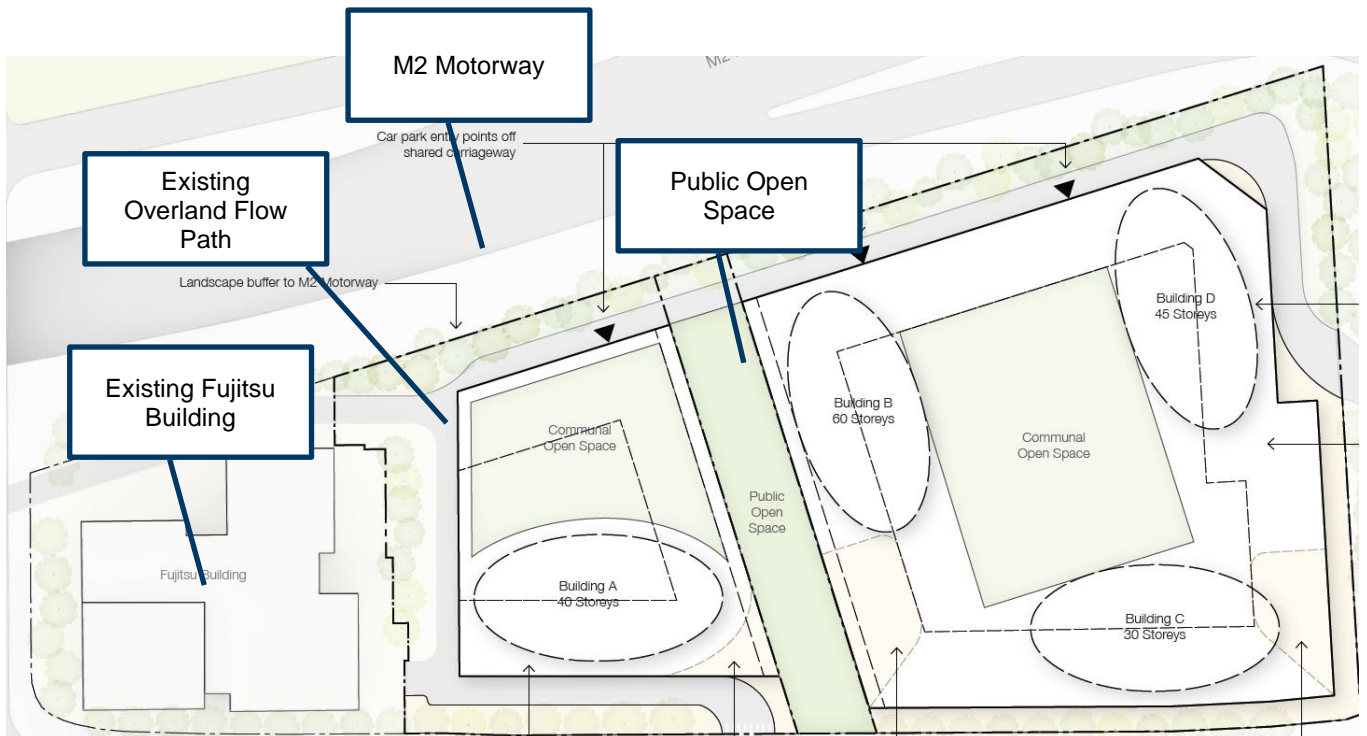 M2 Motorway
M2
Car park entry points off
shared carriageway
Existing
Overland Flow
Path
Public Open
Space
Landscape buffer to M2 Motorway
Existing Fujitsu
Building
Building D
45 Storeys
Building B
60 Storeys
Communal
Open Space
Communal
Open Space
Public
Open
Space
Fujitsu Building
Building A
40 Storeys
Building C
30 Storeys